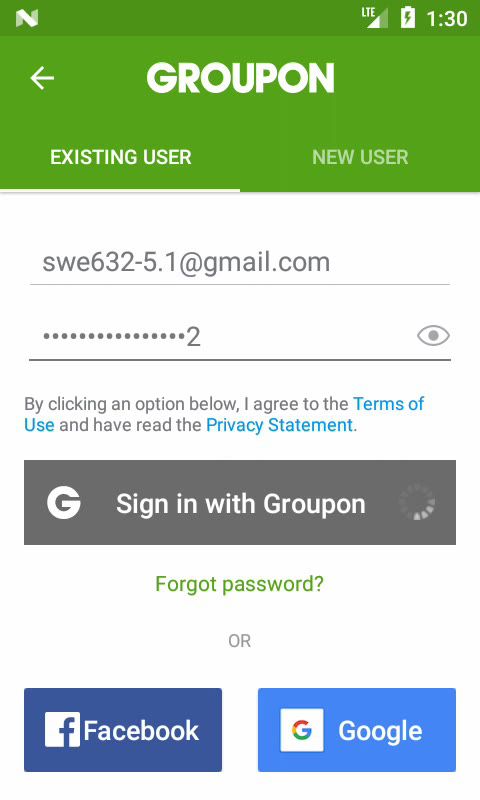 LTE 1:30
GROUPON
EXISTING USER NEW USER
swe632-5.1@gmail.com
••••••••••••••••2
By clicking an option below, I agree to the Terms of
Use and have read the Privacy Statement.
G Sign in with Groupon
Forgot password?
OR
f Facebook G Google